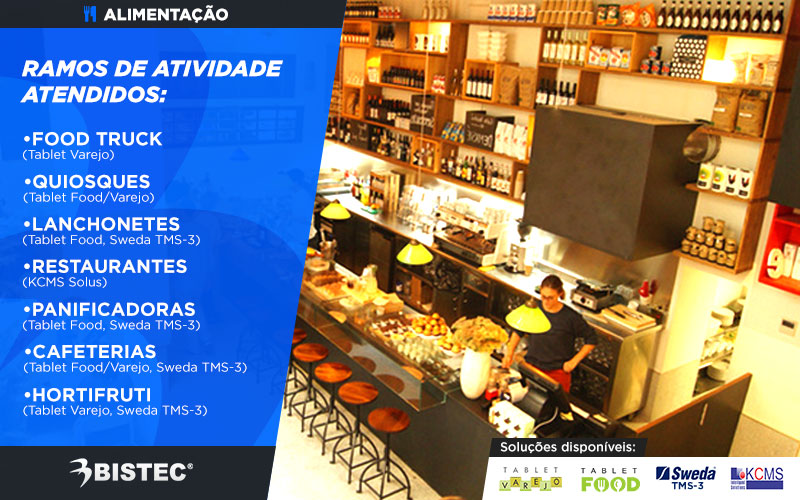 ALIMENTAÇÃO
RAMOS DE ATIVIDADE
ATENDIDOS:
•FOOD TRUCK
(Tablet Varejo)
•QUIOSQUES
(Tablet Food/Varejo)
•LANCHONETES
(Tablet Food, Sweda TMS-3)
•RESTAURANTES
(KCMS Solus)
•PANIFICADORAS
(Tablet Food, Sweda TMS-3)
•CAFETERIAS
(Tablet Food/Varejo, Sweda TMS-3)
•HORTIFRUTI
(Tablet Varejo, Sweda TMS-3)
BISTEC®
Soluções disponíveis:
TABLET
VAREJO
TABLET
FOOD
Sweda
TMS-3
KCMS